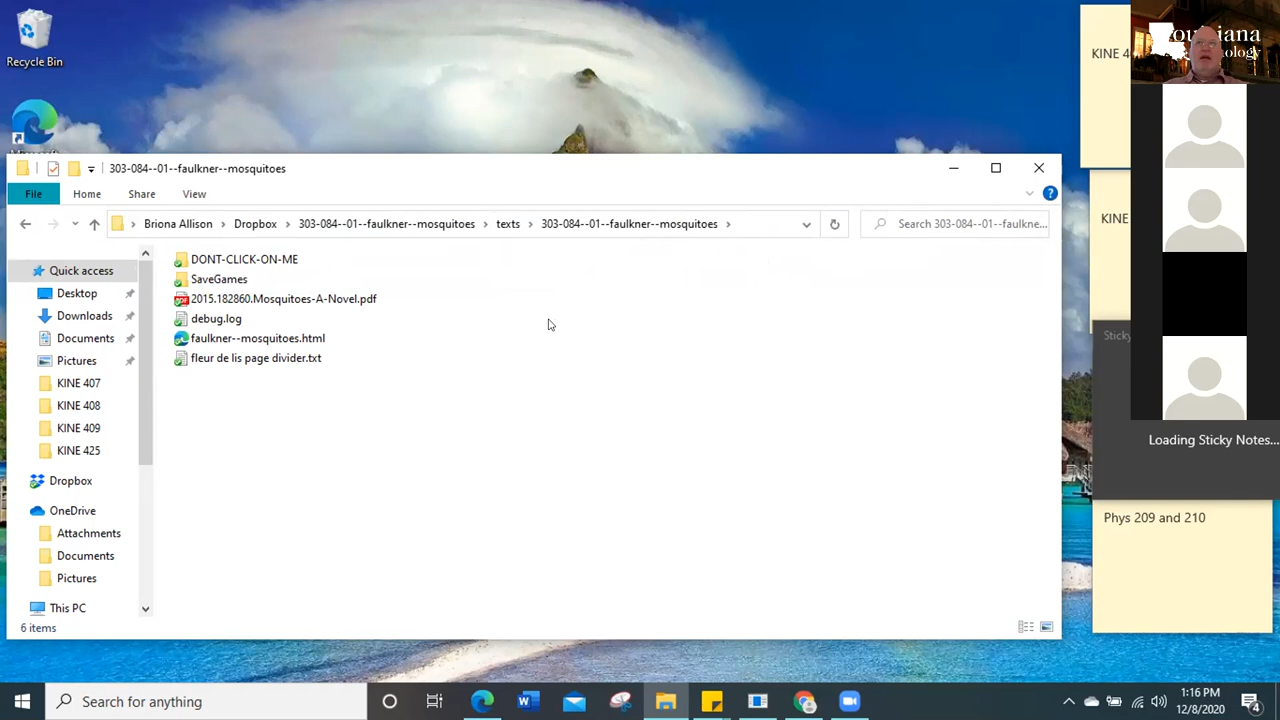 Recycle Bin
KINE 4
ouisiana
ology
303-084--01--faulkner--mosquitoes
File
Home
Share
View
Briona Allison
Dropbox
303-084--01--faulkner--mosquitoes
texts
303-084--01--faulkner--mosquitoes
Search 303-084--01--faulkne...
KINE
Quick access
Desktop
Downloads
Documents
Pictures
KINE 407
KINE 408
KINE 409
KINE 425
Dropbox
OneDrive
Attachments
Documents
Pictures
This PC
DONT-CLICK-ON-ME
SaveGames
2015.182860.Mosquitoes-A-Novel.pdf
debug.log
faulkner--mosquitoes.html
fleur de lis page divider.txt
6 items
Sticky
Loading Sticky Notes...
Phys 209 and 210
Search for anything
1:16 PM
12/8/2020
4